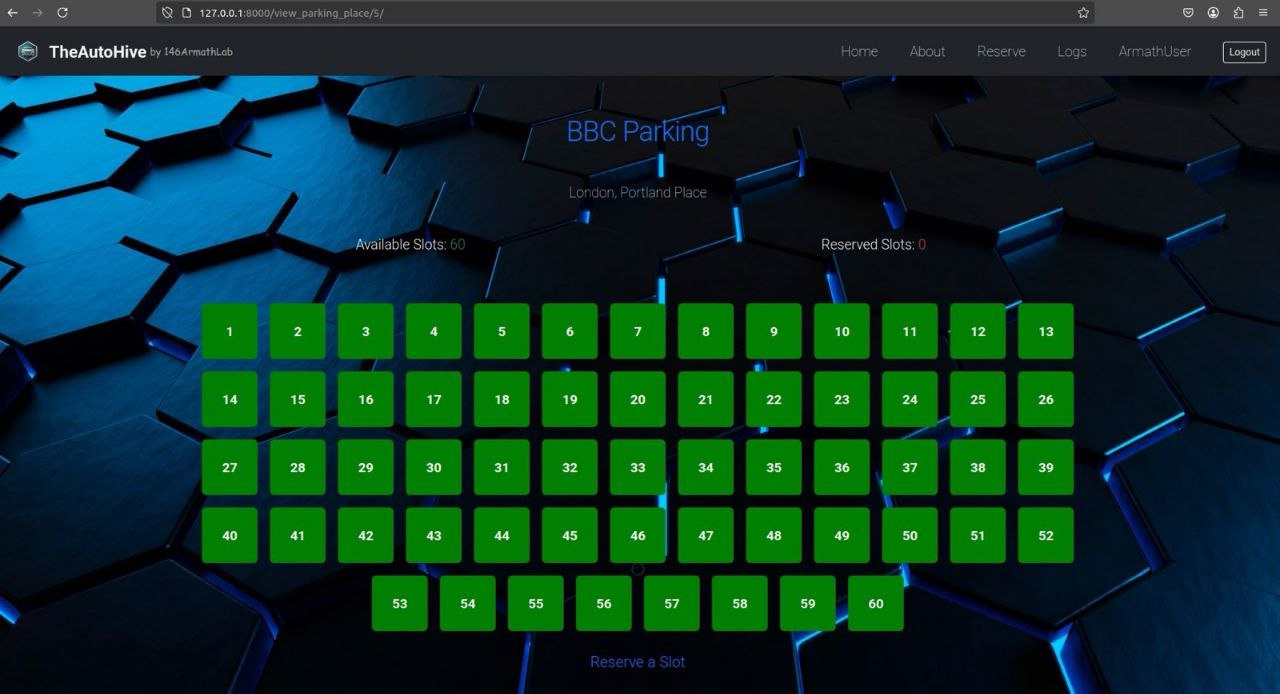 127.0.0.1:8000/view_parking_place/5/
TheAutoHive by 146ArmathLab
Home About Reserve Logs ArmathUser Logout
BBC Parking
London, Portland Place
Available Slots: 60 Reserved Slots: 0
1 2 3 4 5 6 7 8 9 10 11 12 13
14 15 16 17 18 19 20 21 22 23 24 25 26
27 28 29 30 31 32 33 34 35 36 37 38 39
40 41 42 43 44 45 46 47 48 49 50 51 52
53 54 55 56 57 58 59 60
Reserve a Slot